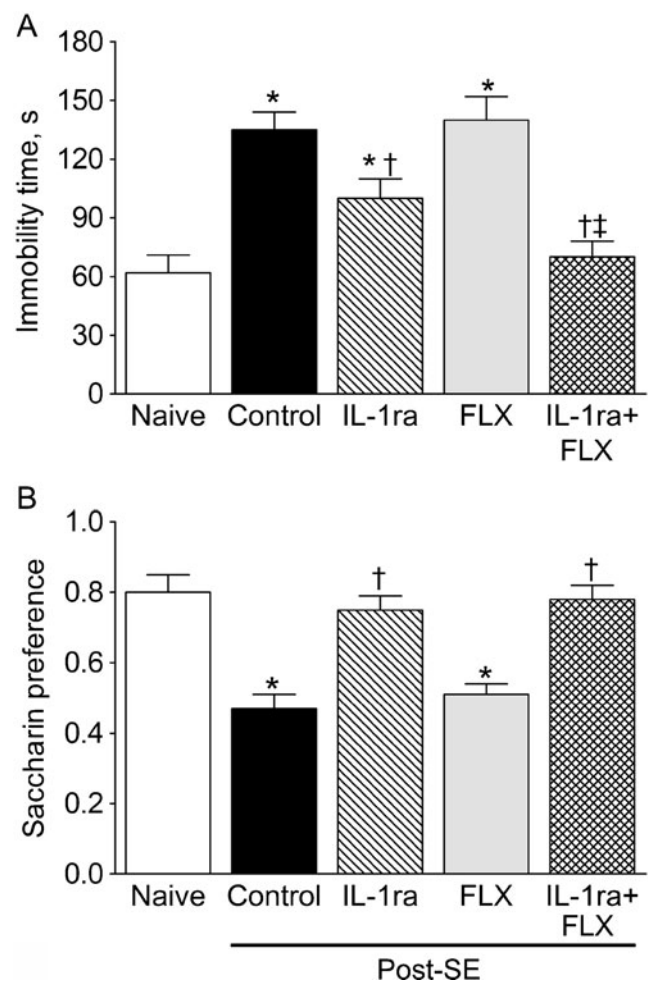 A
Immobility time, s
180
150
120
90
60
30
0
*
* †
*
†‡
Naive Control IL-1ra FLX IL-1ra+
FLX
B
Saccharin preference
1.0
0.8
0.6
0.4
0.2
0.0
*
†
*
†
Naive Control IL-1ra FLX IL-1ra+
FLX
Post-SE